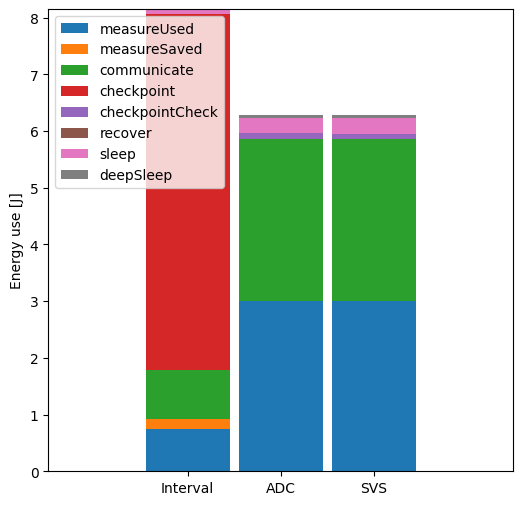 8
7
6
5
4
3
2
1
0
Energy use [J]
measureUsed
measureSaved
communicate
checkpoint
checkpointCheck
recover
sleep
deepSleep
Interval
ADC
SVS